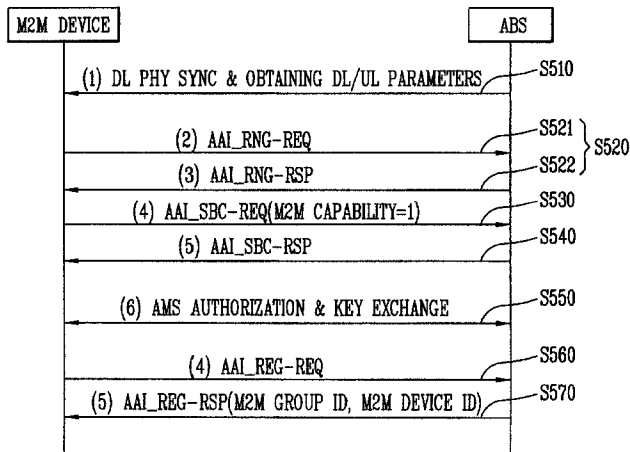 M2M DEVICE
ABS
(1) DL PHY SYNC & OBTAINING DL/UL PARAMETERS
S510
(2) AAI_RNG-REQ
S521
S520
(3) AAI_RNG-RSP
S522
(4) AAI_SBC-REQ(M2M CAPABILITY=1)
S530
(5) AAI_SBC-RSP
S540
(6) AMS AUTHORIZATION & KEY EXCHANGE
S550
(4) AAI_REG-REQ
S560
(5) AAI_REG-RSP(M2M GROUP ID, M2M DEVICE ID)
S570